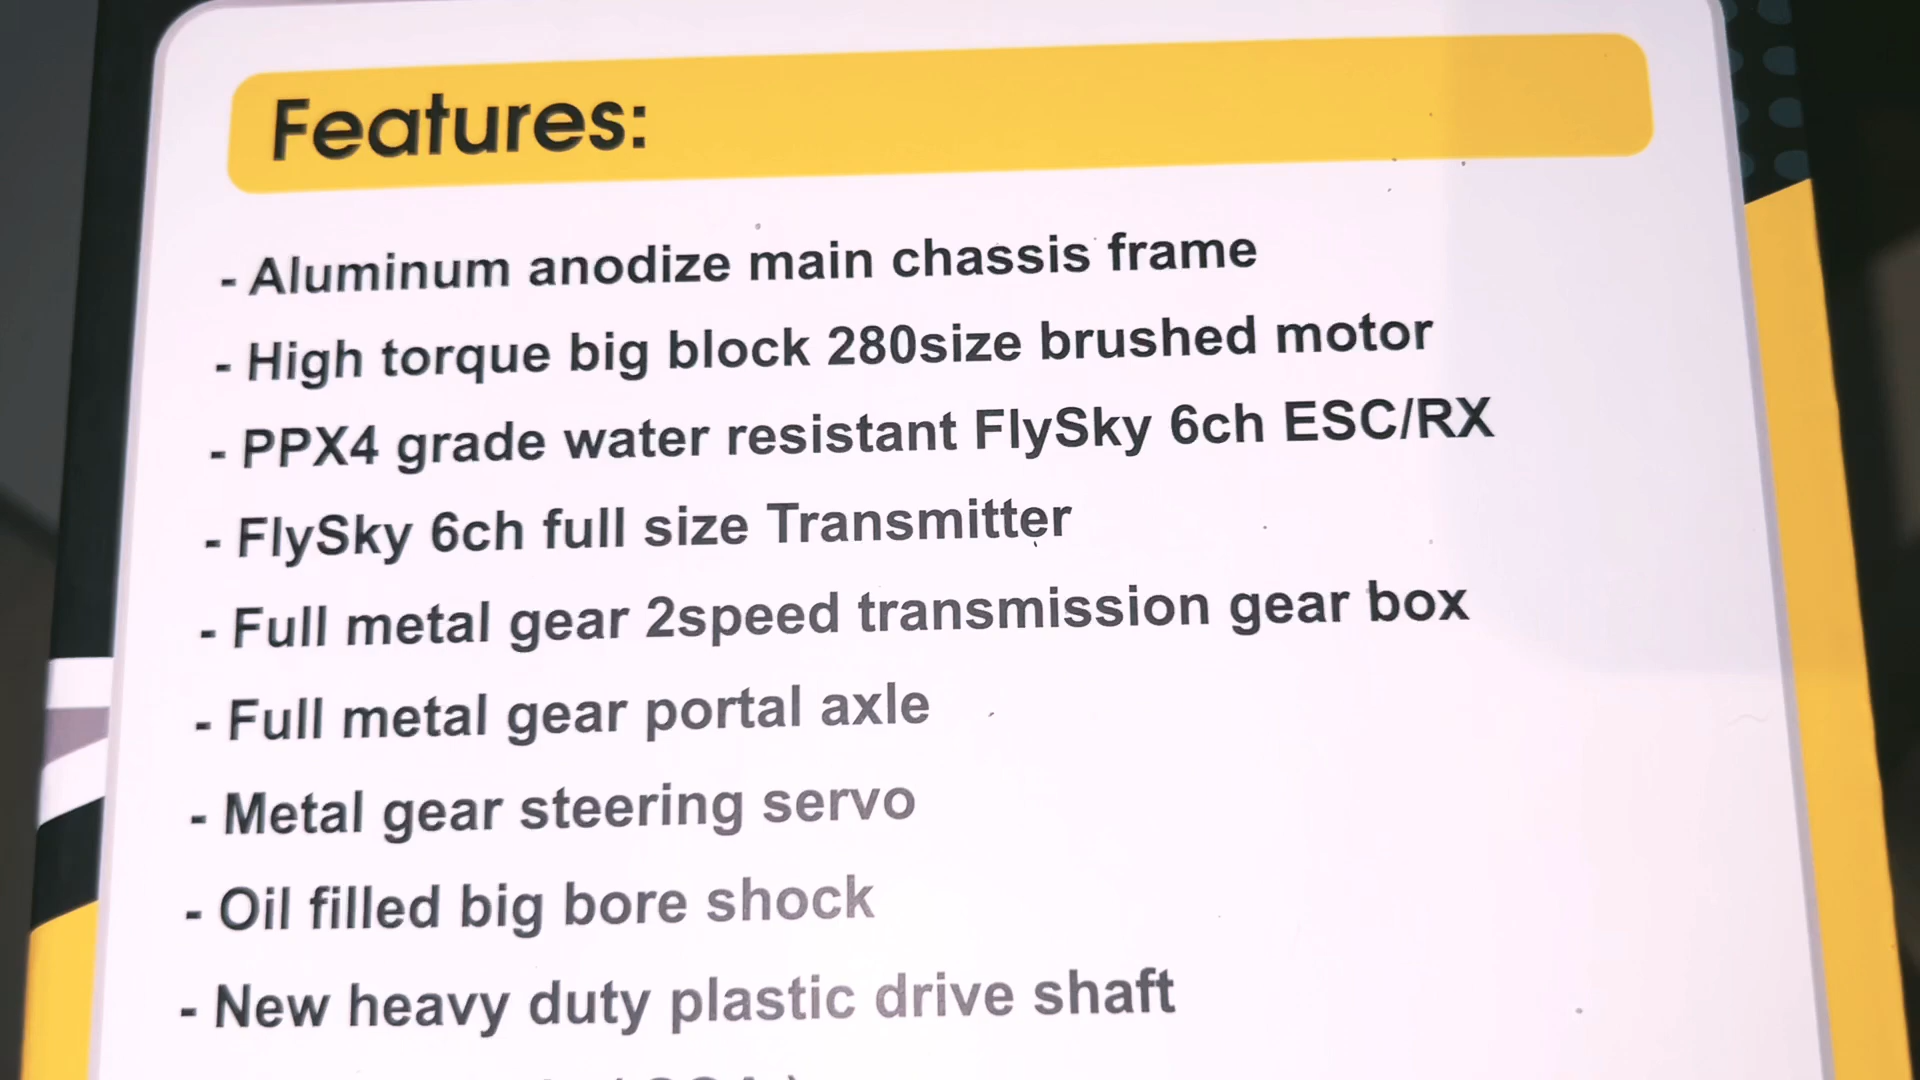 Features:
- Aluminum anodize main chassis frame
- High torque big block 280size brushed motor
- PPX4 grade water resistant FlySky 6ch ESC/RX
- FlySky 6ch full size Transmitter
- Full metal gear 2speed transmission gear box
- Full metal gear portal axle
- Metal gear steering servo
- Oil filled big bore shock
- New heavy duty plastic drive shaft